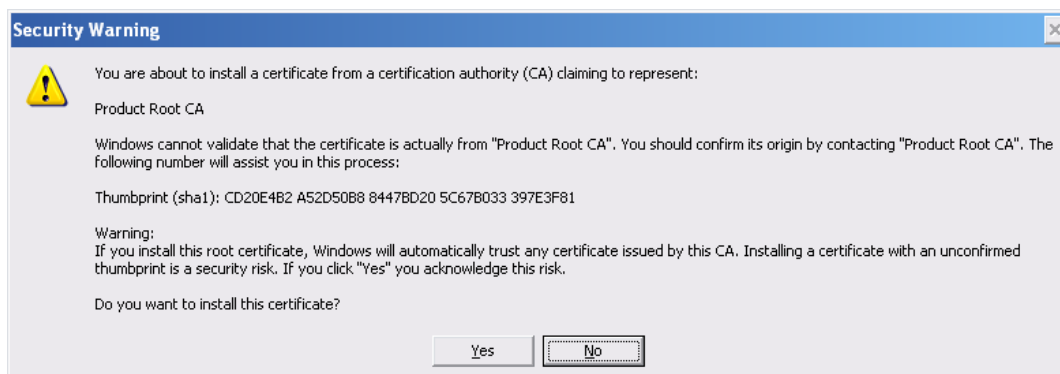 Security Warning
You are about to install a certificate from a certification authority (CA) claiming to represent:
Product Root CA
Windows cannot validate that the certificate is actually from "Product Root CA". You should confirm its origin by contacting "Product Root CA". The
following number will assist you in this process:
Thumbprint (sha1): CD20E4B2 A52D50B8 8447BD20 5C67B033 397E3F81
Warning:
If you install this root certificate, Windows will automatically trust any certificate issued by this CA. Installing a certificate with an unconfirmed
thumbprint is a security risk. If you click "Yes" you acknowledge this risk.
Do you want to install this certificate?
Yes No